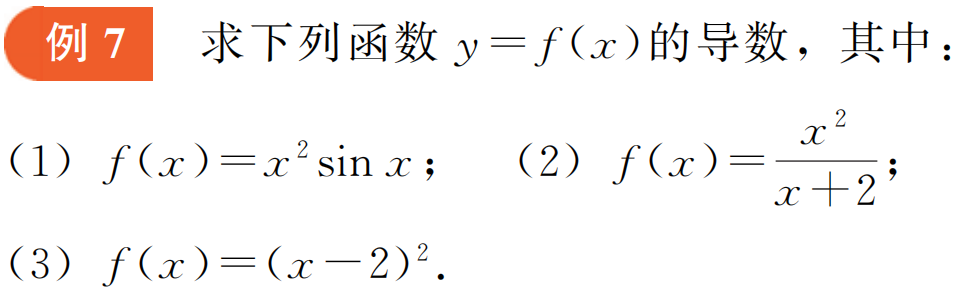 例 7 求下列函数 y=f(x)的导数，其中：
(1) f(x)=x²sin x； (2) f(x)=x²/(x+2)；
(3) f(x)=(x-2)².